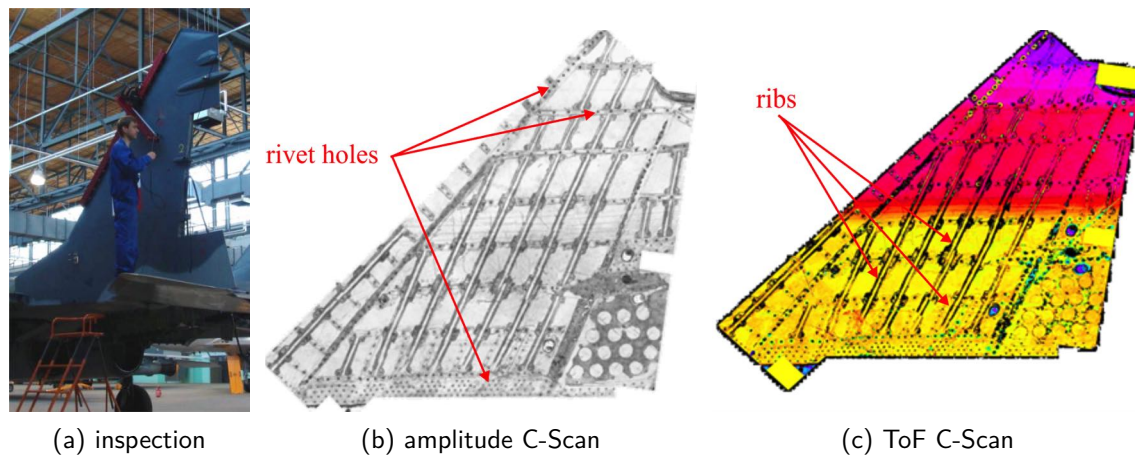 rivet holes
ribs
(a) inspection
(b) amplitude C-Scan
(c) ToF C-Scan